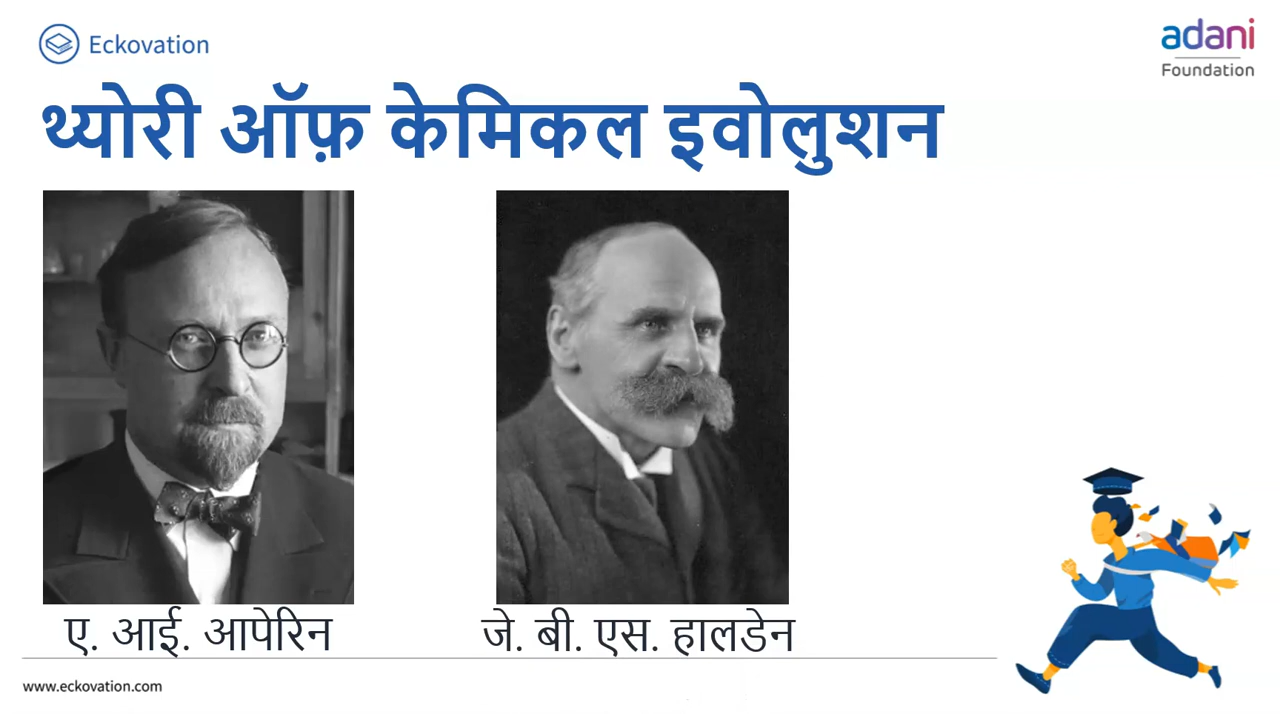 Eckovation
adani
Foundation
थ्योरी ऑफ़ केमिकल इवोलुशन
ए. आई. आपेरिन
जे. बी. एस. हालडेन
www.eckovation.com